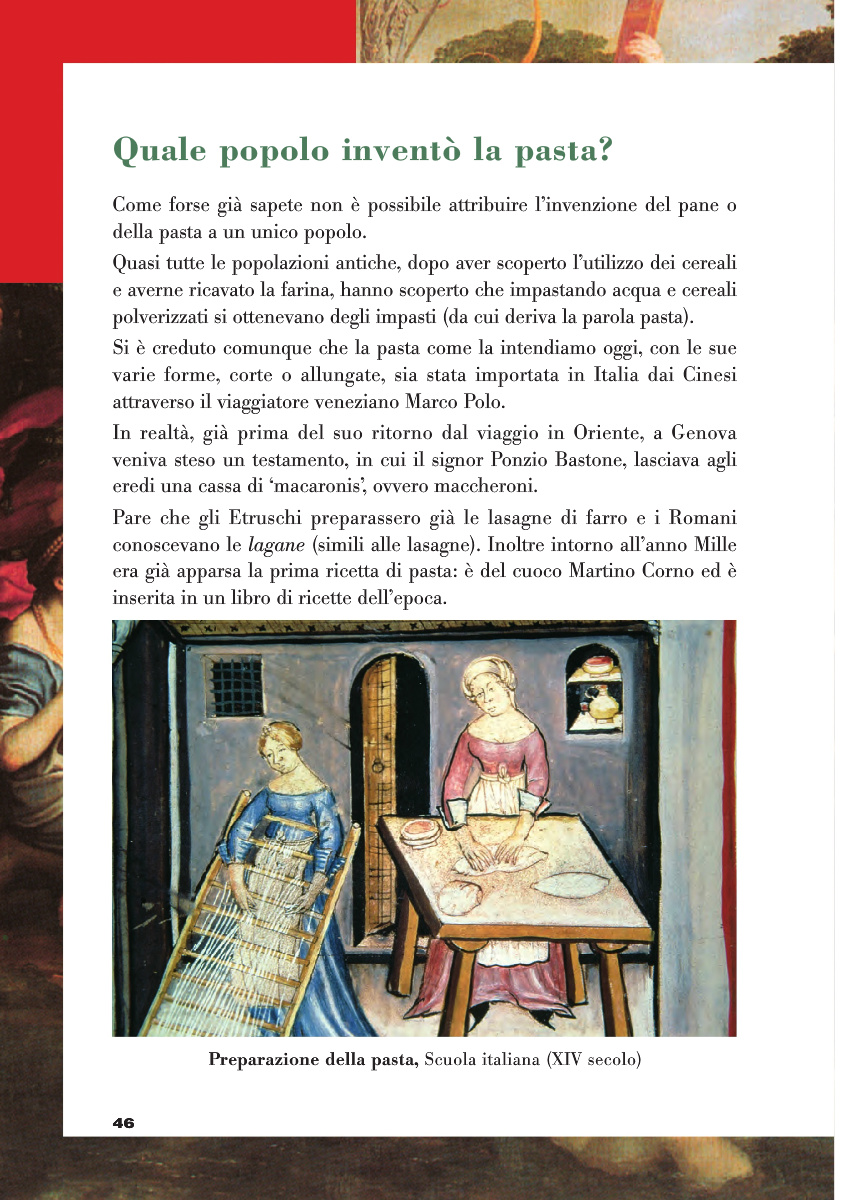 Quale popolo inventò la pasta?
Come forse già sapete non è possibile attribuire l’invenzione del pane o
della pasta a un unico popolo.
Quasi tutte le popolazioni antiche, dopo aver scoperto l’utilizzo dei cereali
e averne ricavato la farina, hanno scoperto che impastando acqua e cereali
polverizzati si ottenevano degli impasti (da cui deriva la parola pasta).
Si è creduto comunque che la pasta come la intendiamo oggi, con le sue
varie forme, corte o allungate, sia stata importata in Italia dai Cinesi
attraverso il viaggiatore veneziano Marco Polo.
In realtà, già prima del suo ritorno dal viaggio in Oriente, a Genova
veniva steso un testamento, in cui il signor Ponzio Bastone, lasciava agli
eredi una cassa di ‘macaronis’, ovvero maccheroni.
Pare che gli Etruschi preparassero già le lasagne di farro e i Romani
conoscevano le lagane (simili alle lasagne). Inoltre intorno all’anno Mille
era già apparsa la prima ricetta di pasta: è del cuoco Martino Corno ed è
inserita in un libro di ricette dell’epoca.
Preparazione della pasta, Scuola italiana (XIV secolo)
46